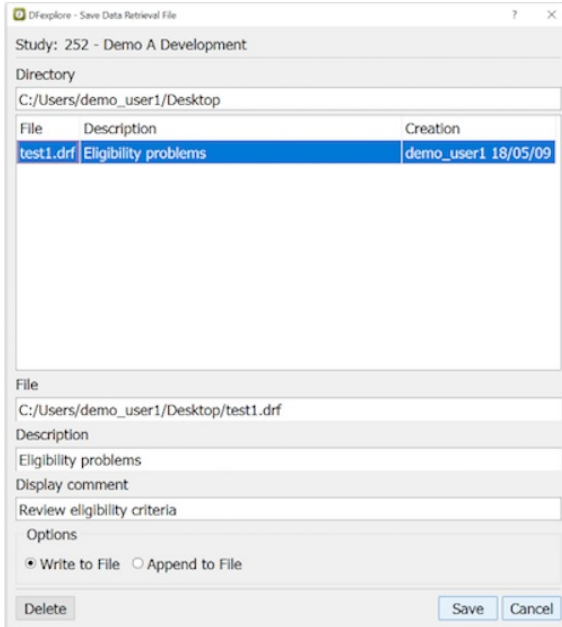 DFexplore - Save Data Retrieval File
Study: 252 - Demo A Development
Directory
C:/Users/demo_user1/Desktop
File Description Creation
test1.drf Eligibility problems demo_user1 18/05/09
File
C:/Users/demo_user1/Desktop/test1.drf
Description
Eligibility problems
Display comment
Review eligibility criteria
Options
Write to File Append to File
Delete Save Cancel